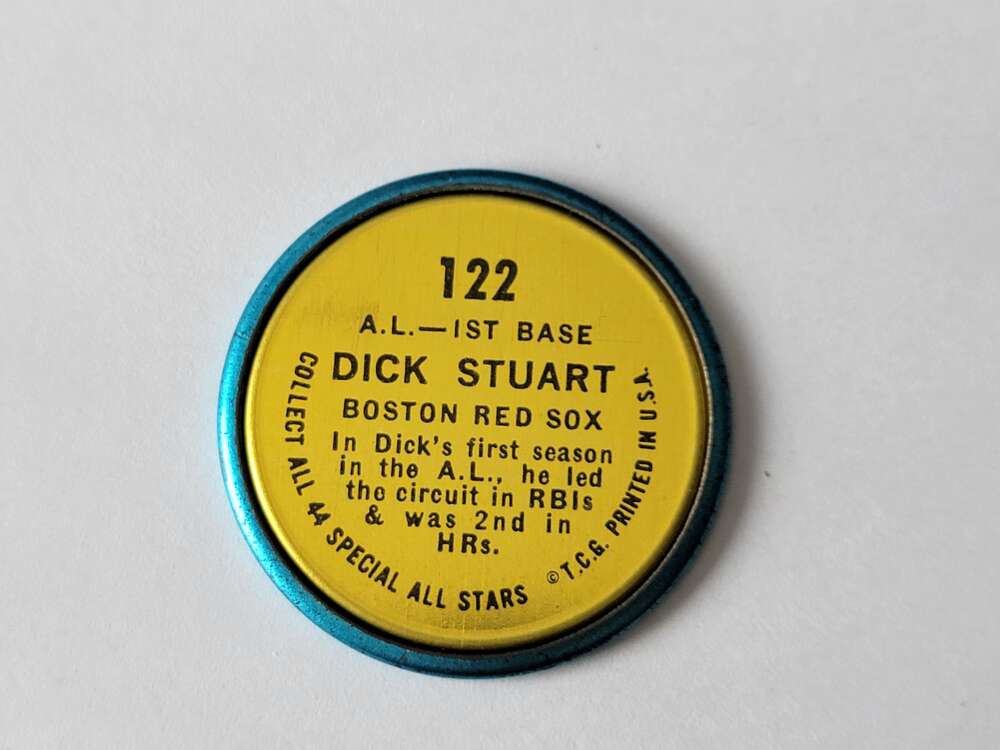 122
A.L.—1ST BASE
DICK STUART
BOSTON RED SOX
In Dick's first season
in the A.L., he led
the circuit in RBIs
& was 2nd in
HRs.
COLLECT ALL 44 SPECIAL ALL STARS
© T.C.G. PRINTED IN U.S.A.